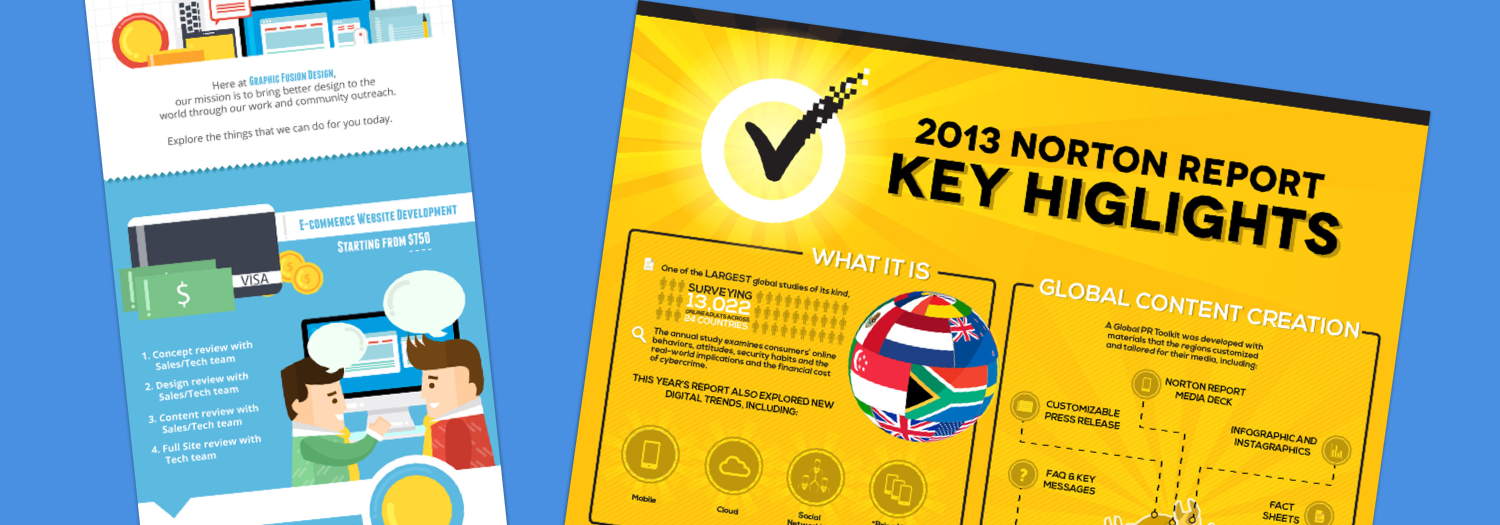 Here at GRAPHIC FUSION DESIGN,
our mission is to bring better design to the
world through our work and community outreach.
Explore the things that we can do for you today.
E-COMMERCE WEBSITE DEVELOPMENT
STARTING FROM $750
VISA
$
1. Concept review with
Sales/Tech team
2. Design review with
Sales/Tech team
3. Content review with
Sales/Tech team
4. Full Site review with
Tech team
2013 NORTON REPORT
KEY HIGLIGHTS
WHAT IT IS
One of the LARGEST global studies of its kind,
SURVEYING
13,022
ONLINE ADULTS ACROSS
24 COUNTRIES
The annual study examines consumers' online
behaviors, attitudes, security habits and the
real-world implications and the financial cost
of cybercrime.
THIS YEAR'S REPORT ALSO EXPLORED NEW
DIGITAL TRENDS, INCLUDING:
Mobile
Cloud
Social
GLOBAL CONTENT CREATION
A Global PR Toolkit was developed with
materials that the regions customized
and tailored for their media, including:
NORTON REPORT
MEDIA DECK
CUSTOMIZABLE
PRESS RELEASE
INFOGRAPHIC AND
INSTAGRAPHICS
?
FAQ & KEY
MESSAGES
FACT
SHEETS